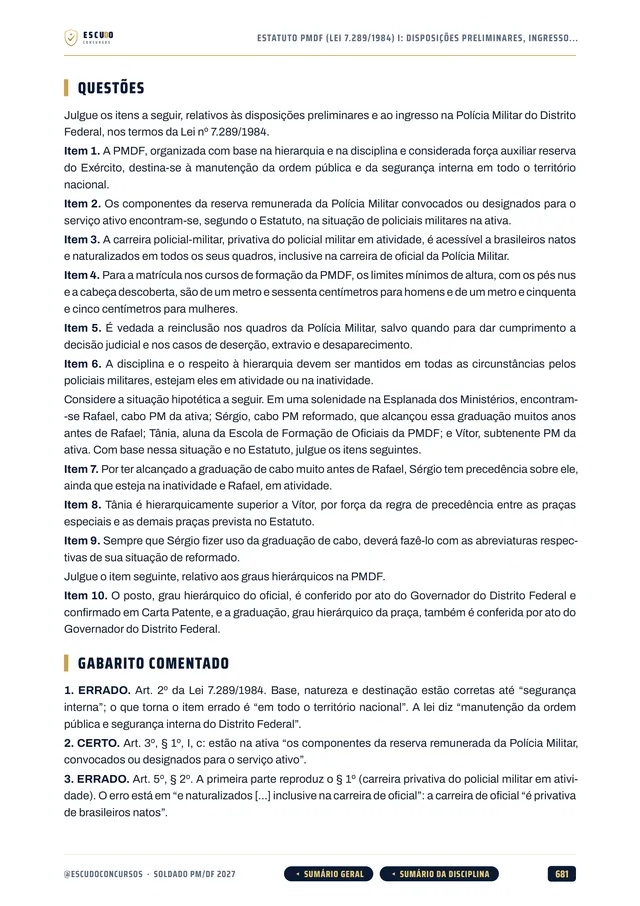 ESCUDO
CONCURSOS
ESTATUTO PMDF (LEI 7.289/1984) I: DISPOSIÇÕES PRELIMINARES, INGRESSO...
QUESTÕES
Julgue os itens a seguir, relativos às disposições preliminares e ao ingresso na Polícia Militar do Distrito
Federal, nos termos da Lei nº 7.289/1984.
Item 1. A PMDF, organizada com base na hierarquia e na disciplina e considerada força auxiliar reserva
do Exército, destina-se à manutenção da ordem pública e da segurança interna em todo o território
nacional.
Item 2. Os componentes da reserva remunerada da Polícia Militar convocados ou designados para o
serviço ativo encontram-se, segundo o Estatuto, na situação de policiais militares na ativa.
Item 3. A carreira policial-militar, privativa do policial militar em atividade, é acessível a brasileiros natos
e naturalizados em todos os seus quadros, inclusive na carreira de oficial da Polícia Militar.
Item 4. Para a matrícula nos cursos de formação da PMDF, os limites mínimos de altura, com os pés nus
e a cabeça descoberta, são de um metro e sessenta centímetros para homens e de um metro e cinquenta
e cinco centímetros para mulheres.
Item 5. É vedada a reinclusão nos quadros da Polícia Militar, salvo quando para dar cumprimento a
decisão judicial e nos casos de deserção, extravio e desaparecimento.
Item 6. A disciplina e o respeito à hierarquia devem ser mantidos em todas as circunstâncias pelos
policiais militares, estejam eles em atividade ou na inatividade.
Considere a situação hipotética a seguir. Em uma solenidade na Esplanada dos Ministérios, encontram-
-se Rafael, cabo PM da ativa; Sérgio, cabo PM reformado, que alcançou essa graduação muitos anos
antes de Rafael; Tânia, aluna da Escola de Formação de Oficiais da PMDF; e Vítor, subtenente PM da
ativa. Com base nessa situação e no Estatuto, julgue os itens seguintes.
Item 7. Por ter alcançado a graduação de cabo muito antes de Rafael, Sérgio tem precedência sobre ele,
ainda que esteja na inatividade e Rafael, em atividade.
Item 8. Tânia é hierarquicamente superior a Vítor, por força da regra de precedência entre as praças
especiais e as demais praças prevista no Estatuto.
Item 9. Sempre que Sérgio fizer uso da graduação de cabo, deverá fazê-lo com as abreviaturas respec-
tivas de sua situação de reformado.
Julgue o item seguinte, relativo aos graus hierárquicos na PMDF.
Item 10. O posto, grau hierárquico do oficial, é conferido por ato do Governador do Distrito Federal e
confirmado em Carta Patente, e a graduação, grau hierárquico da praça, também é conferida por ato do
Governador do Distrito Federal.
GABARITO COMENTADO
1. ERRADO. Art. 2º da Lei 7.289/1984. Base, natureza e destinação estão corretas até “segurança
interna”; o que torna o item errado é “em todo o território nacional”. A lei diz “manutenção da ordem
pública e segurança interna do Distrito Federal”.
2. CERTO. Art. 3º, § 1º, I, c: estão na ativa “os componentes da reserva remunerada da Polícia Militar,
convocados ou designados para o serviço ativo”.
3. ERRADO. Art. 5º, § 2º. A primeira parte reproduz o § 1º (carreira privativa do policial militar em ativi-
dade). O erro está em “e naturalizados [...] inclusive na carreira de oficial”: a carreira de oficial “é privativa
de brasileiros natos”.
@ESCUDOCONCURSOS · SOLDADO PM/DF 2027
SUMÁRIO GERAL
SUMÁRIO DA DISCIPLINA
681